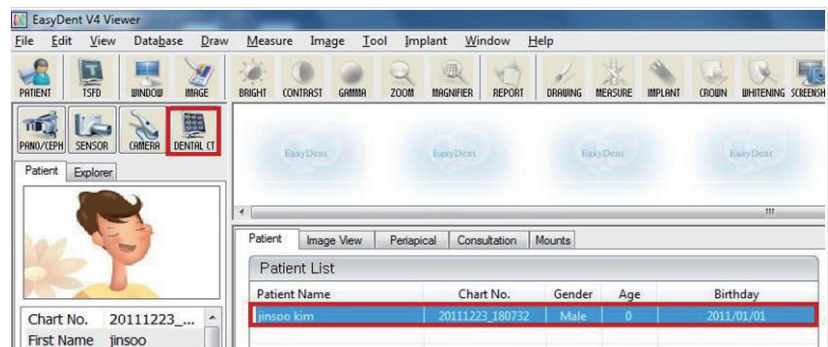 EasyDent V4 Viewer
File Edit View Database Draw Measure Image Tool Implant Window Help
PATIENT TSFD WINDOW IMAGE BRIGHT CONTRAST GAMMA ZOOM MAGNIFIER REPORT DRAWING MEASURE IMPLANT CROWN WHITENING SCREENSH
PANO/CEPH SENSOR CAMERA DENTAL CT
EasyDent EasyDent EasyDent EasyDent
Patient Explorer
Patient Image View Periapical Consultation Mounts
Patient List
Patient Name Chart No. Gender Age Birthday
jinsoo kim 20111223_180732 Male 0 2011/01/01
Chart No. 20111223_...
First Name jinsoo